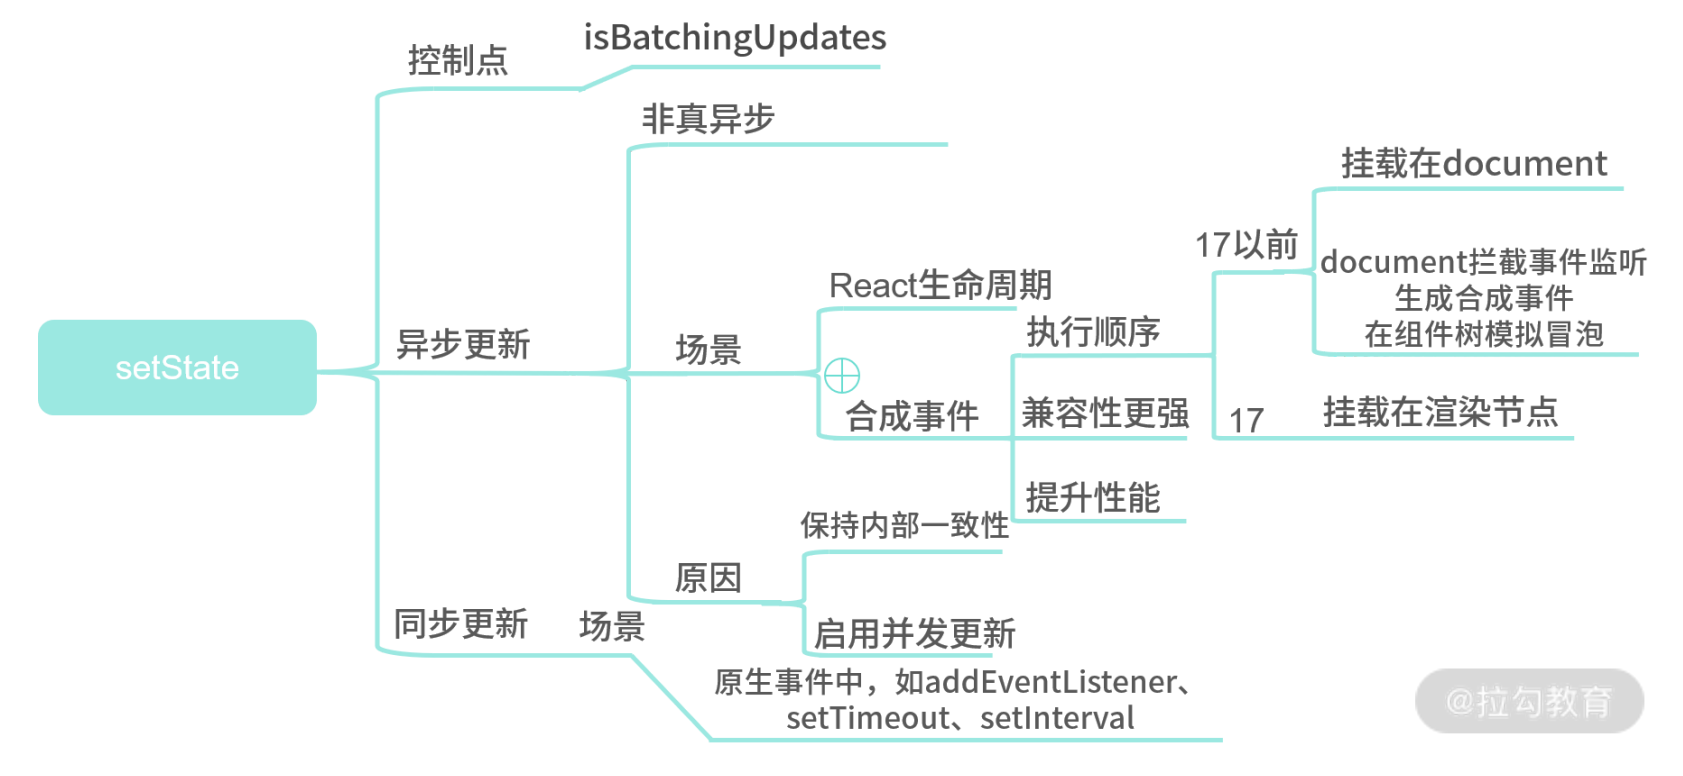 setState
控制点
isBatchingUpdates
异步更新
非真异步
场景
React生命周期
合成事件
执行顺序
17以前
挂载在document
document拦截事件监听
生成合成事件
在组件树模拟冒泡
17
挂载在渲染节点
兼容性更强
提升性能
原因
保持内部一致性
启用并发更新
同步更新
场景
原生事件中，如addEventListener、
setTimeout、setInterval
@拉勾教育